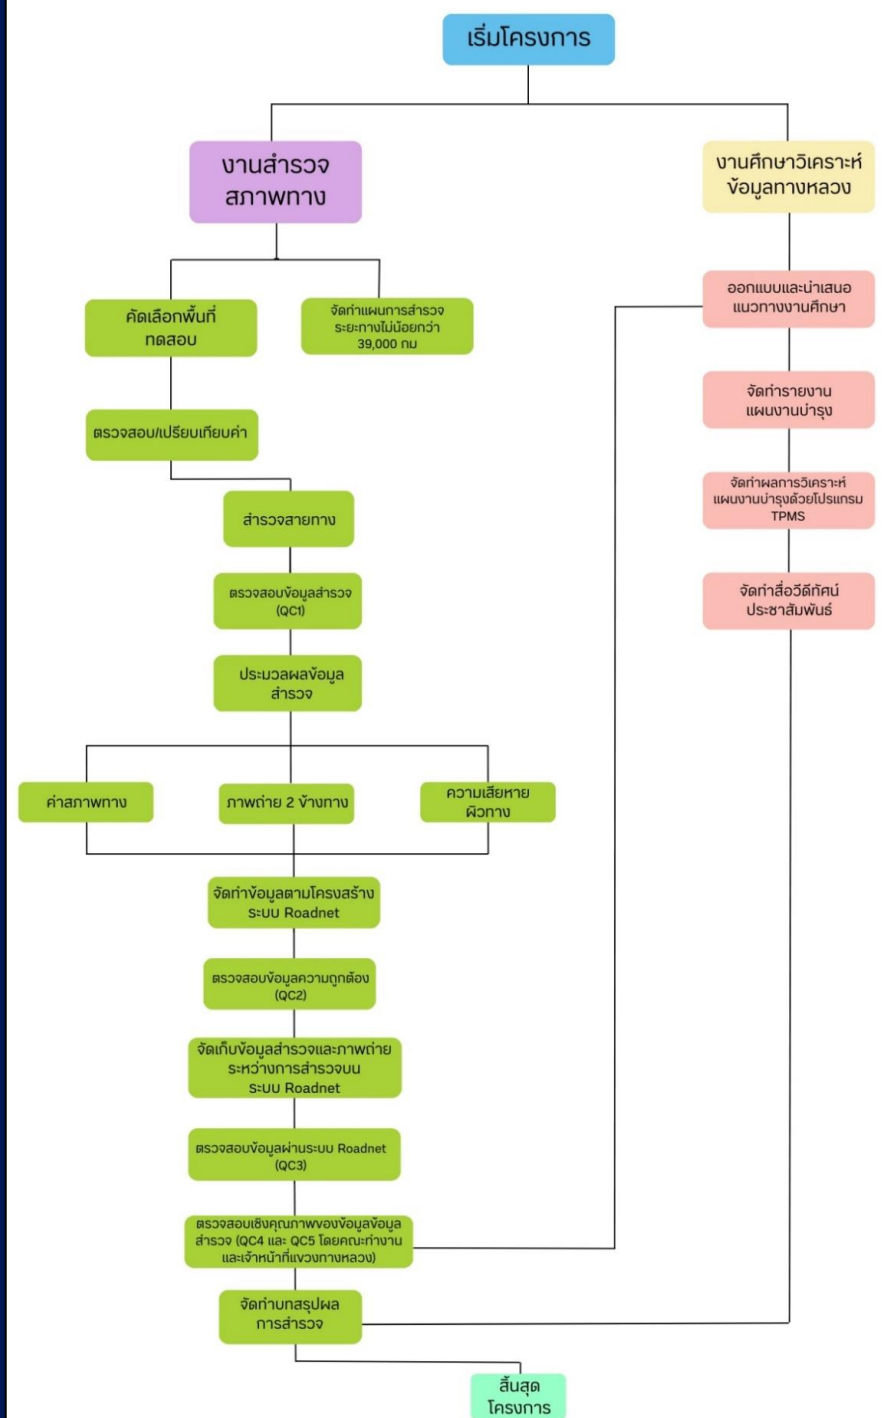 เริ่มโครงการ
งานสำรวจ
สภาพทาง
งานศึกษาวิเคราะห์
ข้อมูลทางหลวง
คัดเลือกพื้นที่
ทดสอบ
จัดทำแผนการสำรวจ
ระยะทางไม่น้อยกว่า
39,000 กม
ออกแบบและนำเสนอ
แนวทางงานศึกษา
ตรวจสอบ/เปรียบเทียบค่า
จัดทำรายงาน
แผนงานบำรุง
สำรวจสายทาง
จัดทำผลการวิเคราะห์
แผนงานบำรุงด้วยโปรแกรม
TPMS
ตรวจสอบข้อมูลสำรวจ
(QC1)
จัดทำสื่อวีดีทัศน์
ประชาสัมพันธ์
ประมวลผลข้อมูล
สำรวจ
ค่าสภาพทาง
ภาพถ่าย 2 ข้างทาง
ความเสียหาย
ผิวทาง
จัดทำข้อมูลตามโครงสร้าง
ระบบ Roadnet
ตรวจสอบข้อมูลความถูกต้อง
(QC2)
จัดเก็บข้อมูลสำรวจและภาพถ่าย
ระหว่างการสำรวจบน
ระบบ Roadnet
ตรวจสอบข้อมูลผ่านระบบ Roadnet
(QC3)
ตรวจสอบเชิงคุณภาพของข้อมูลข้อมูล
สำรวจ (QC4 และ QC5 โดยคณะทำงาน
และเจ้าหน้าที่แขวงทางหลวง)
จัดทำบทสรุปผล
การสำรวจ
สิ้นสุด
โครงการ